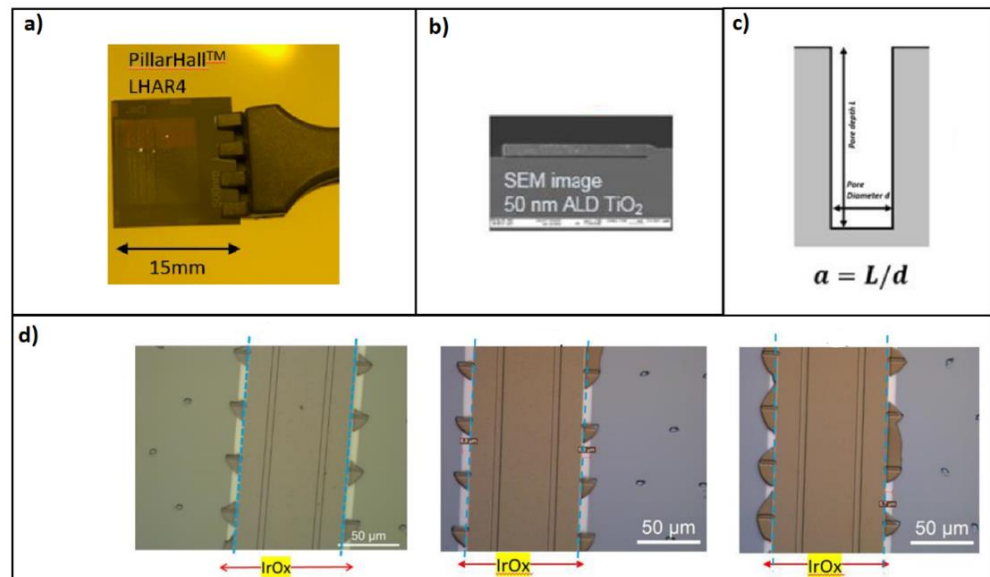 a)
PillarHall™
LHAR4
15mm
b)
SEM image
50 nm ALD TiO₂
c)
Pore depth L
Pore
Diameter d
a = L/d
d)
50 µm
50 µm
50 µm
IrOx
IrOx
IrOx